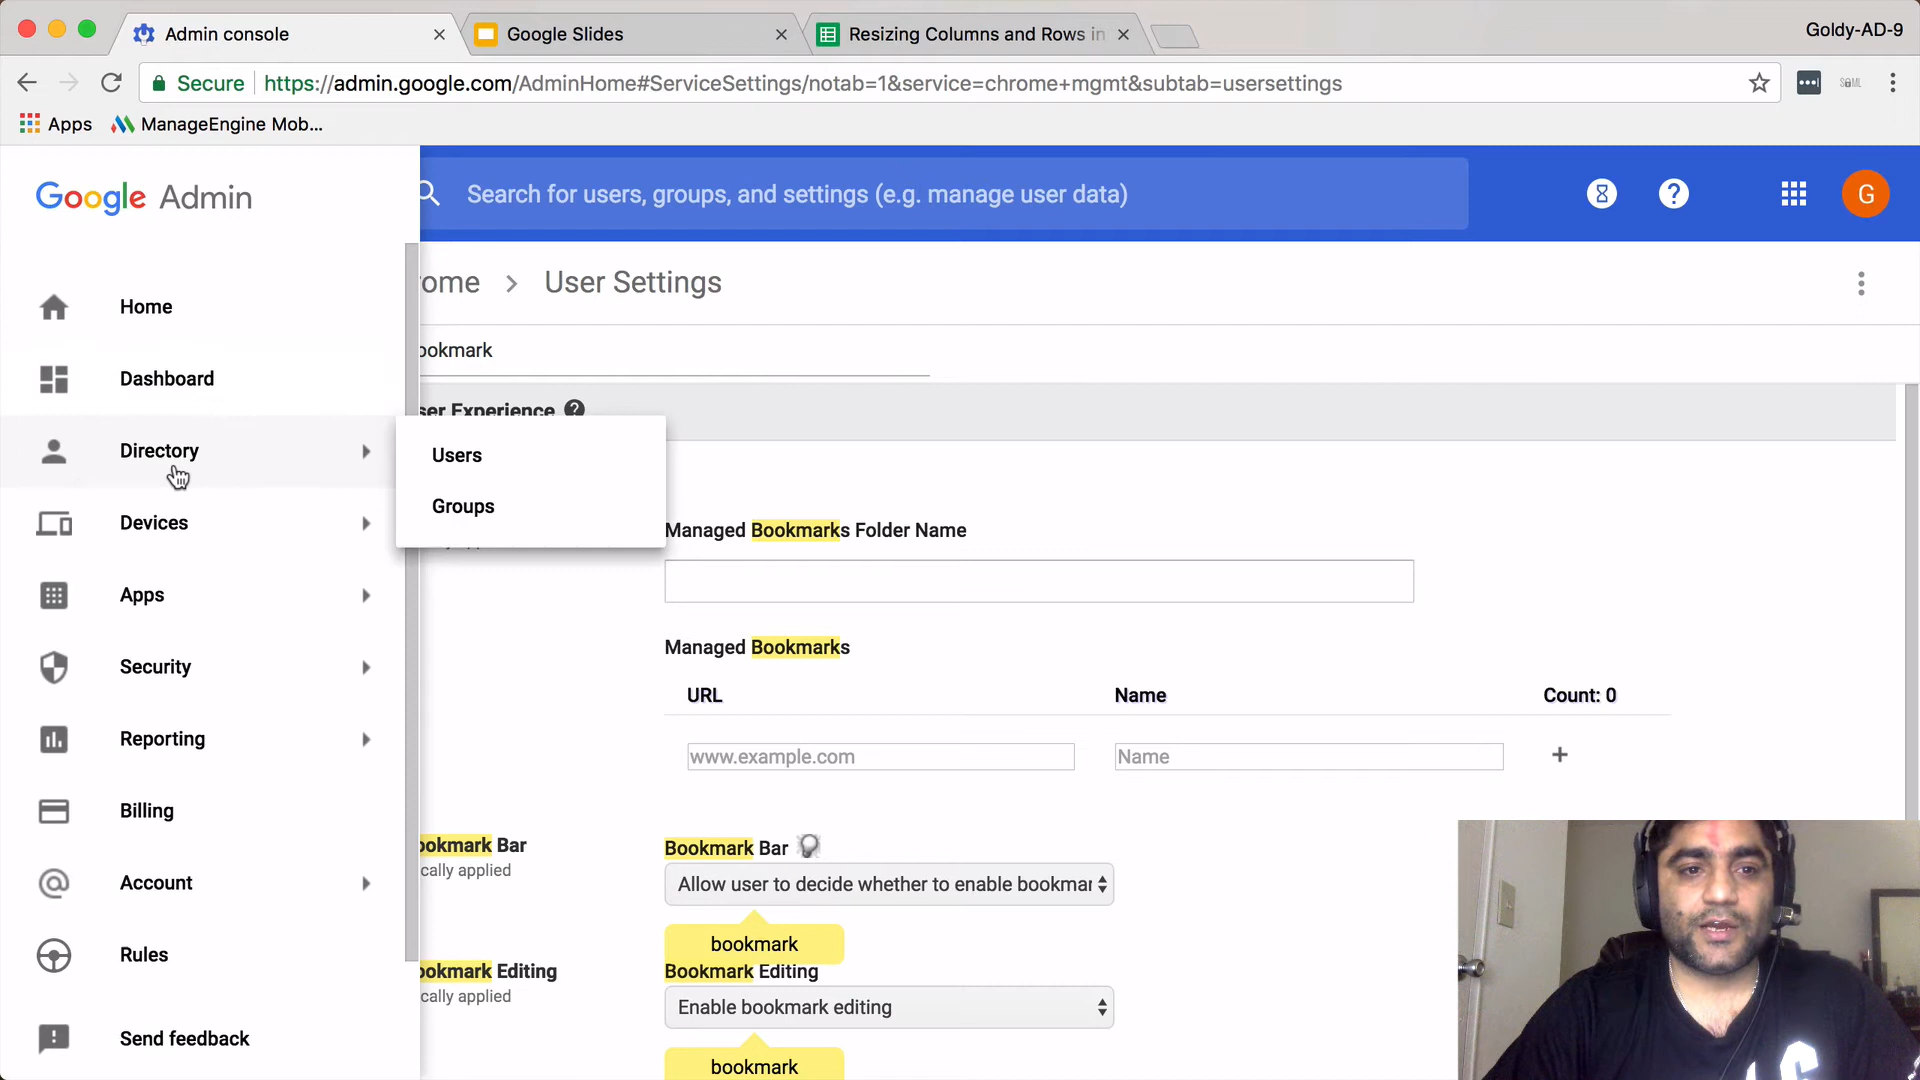 Admin console
Google Slides
Resizing Columns and Rows in
Goldy-AD-9
Secure
https://admin.google.com/AdminHome#ServiceSettings/notab=1&service=chrome+mgmt&subtab=usersettings
Apps
ManageEngine Mob...
Google Admin
Search for users, groups, and settings (e.g. manage user data)
G
Home
Dashboard
Directory
Devices
Apps
Security
Reporting
Billing
Account
Rules
Send feedback
Users
Groups
ome > User Settings
ookmark
ser Experience
Managed Bookmarks Folder Name
Managed Bookmarks
URL Name Count: 0
www.example.com Name +
ookmark Bar
cally applied
Bookmark Bar
Allow user to decide whether to enable bookmar
bookmark
ookmark Editing
cally applied
Bookmark Editing
Enable bookmark editing
bookmark